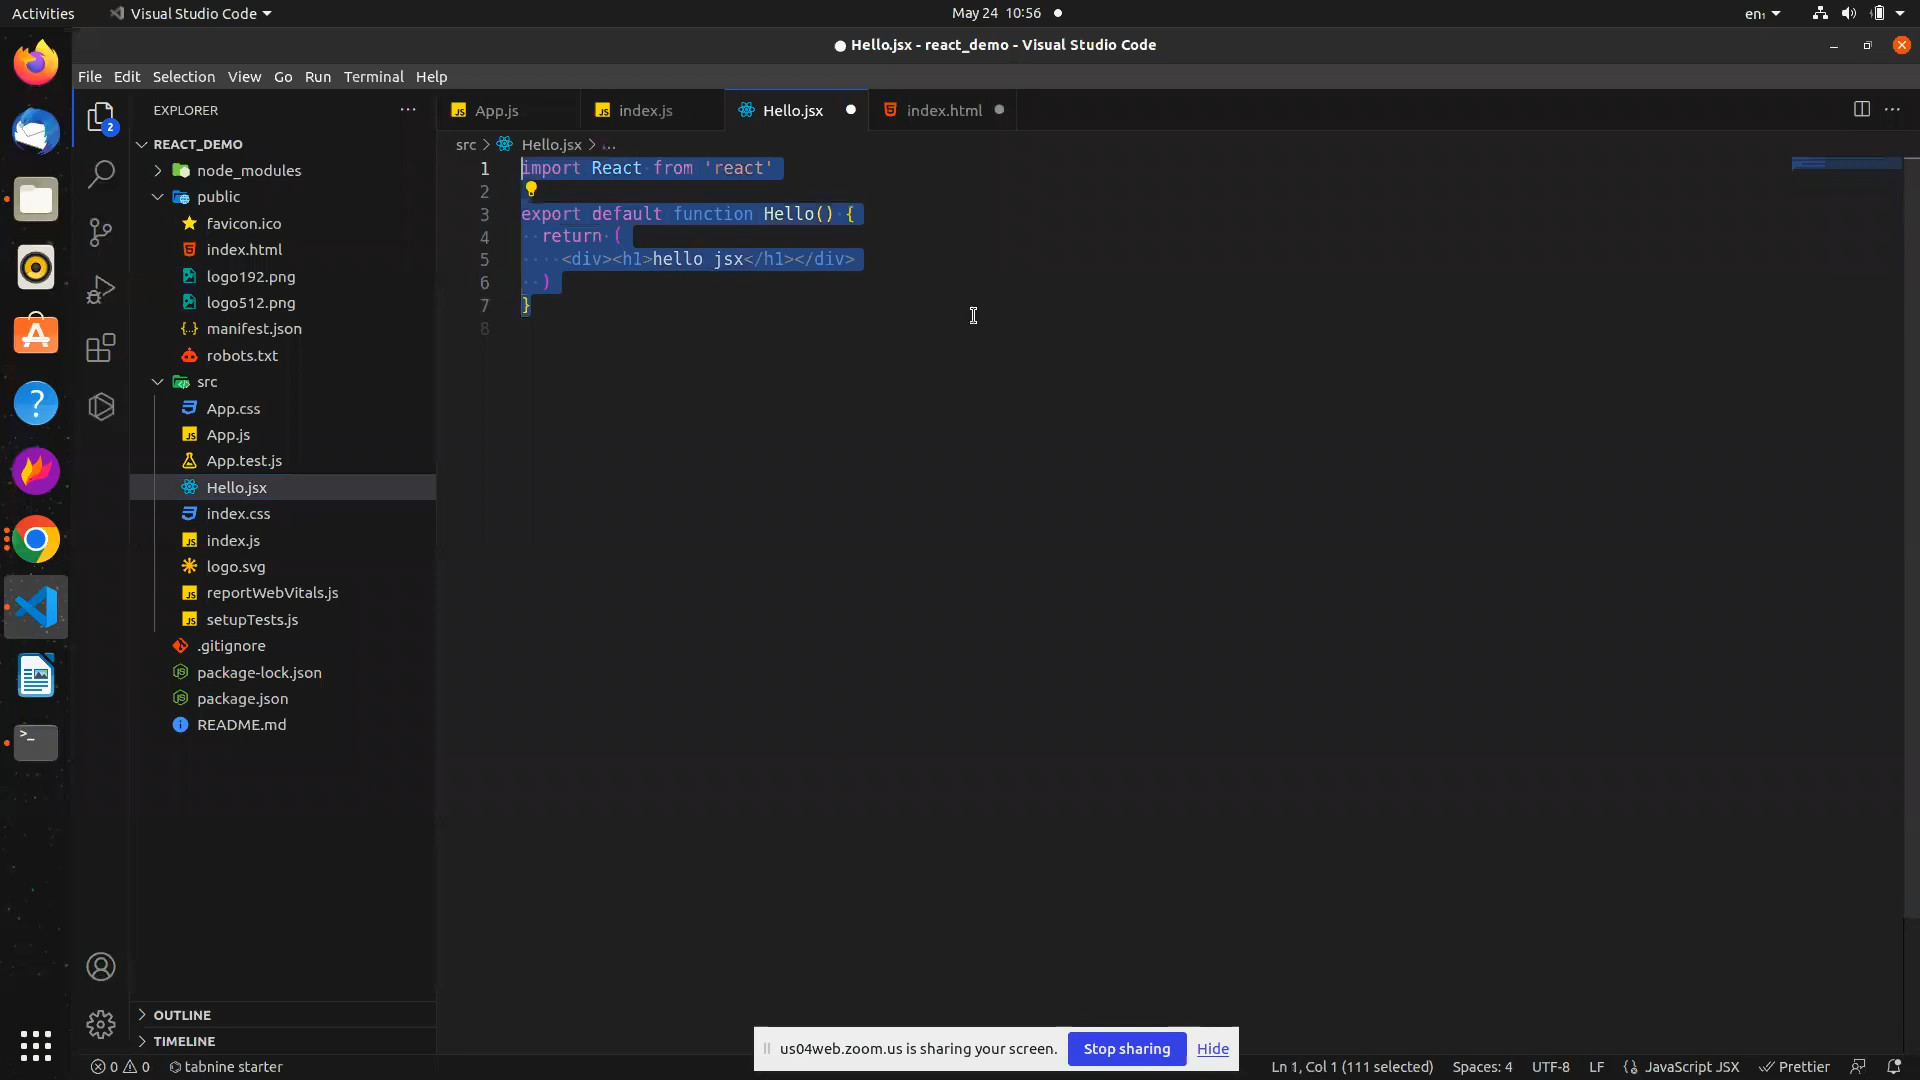 Activities
Visual Studio Code
May 24 10:56
en₁
Hello.jsx - react_demo - Visual Studio Code
File Edit Selection View Go Run Terminal Help
EXPLORER
App.js
index.js
Hello.jsx
index.html
2
REACT_DEMO
node_modules
public
favicon.ico
index.html
logo192.png
logo512.png
manifest.json
robots.txt
src
App.css
App.js
App.test.js
Hello.jsx
index.css
index.js
logo.svg
reportWebVitals.js
setupTests.js
.gitignore
package-lock.json
package.json
README.md
OUTLINE
TIMELINE
src > Hello.jsx > ...
1 import React from 'react'
2
3 export default function Hello() {
4 return (
5 <div><h1>hello jsx</h1></div>
6 )
7 }
8
us04web.zoom.us is sharing your screen. Stop sharing Hide
0 0 tabnine starter
Ln 1, Col 1 (111 selected) Spaces: 4 UTF-8 LF {} JavaScript JSX Prettier